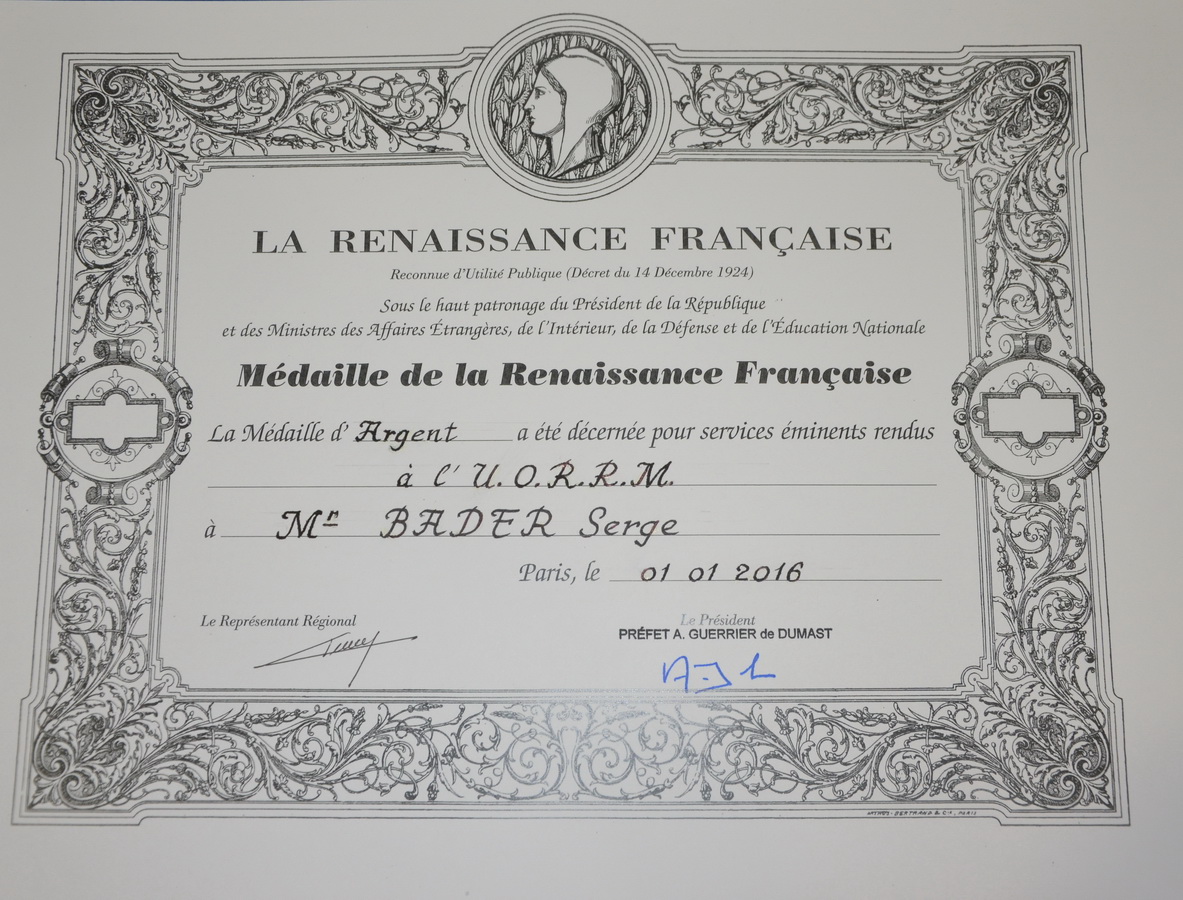 LA RENAISSANCE FRANÇAISE
Reconnue d'Utilité Publique (Décret du 14 Décembre 1924)
Sous le haut patronage du Président de la République
et des Ministres des Affaires Étrangères, de l'Intérieur, de la Défense et de l'Éducation Nationale
Médaille de la Renaissance Française
La Médaille d' Argent a été décernée pour services éminents rendus
à l' U.O.R.R.M.
à Mr BADER Serge
Paris, le 01 01 2016
Le Représentant Régional
Le Président
PRÉFET A. GUERRIER de DUMAST
BERTRAND & Cie, PARIS